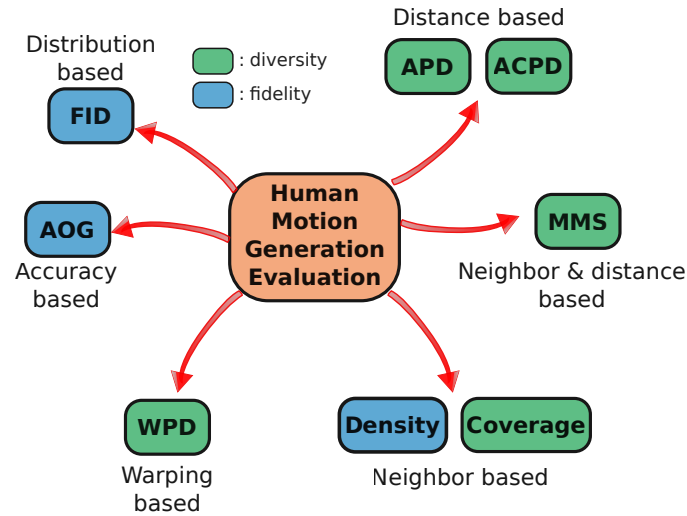 Distance based
APD
ACPD
Distribution
based
FID
: diversity
: fidelity
Human
Motion
Generation
Evaluation
AOG
Accuracy
based
MMS
Neighbor & distance
based
WPD
Warping
based
Density
Coverage
Neighbor based